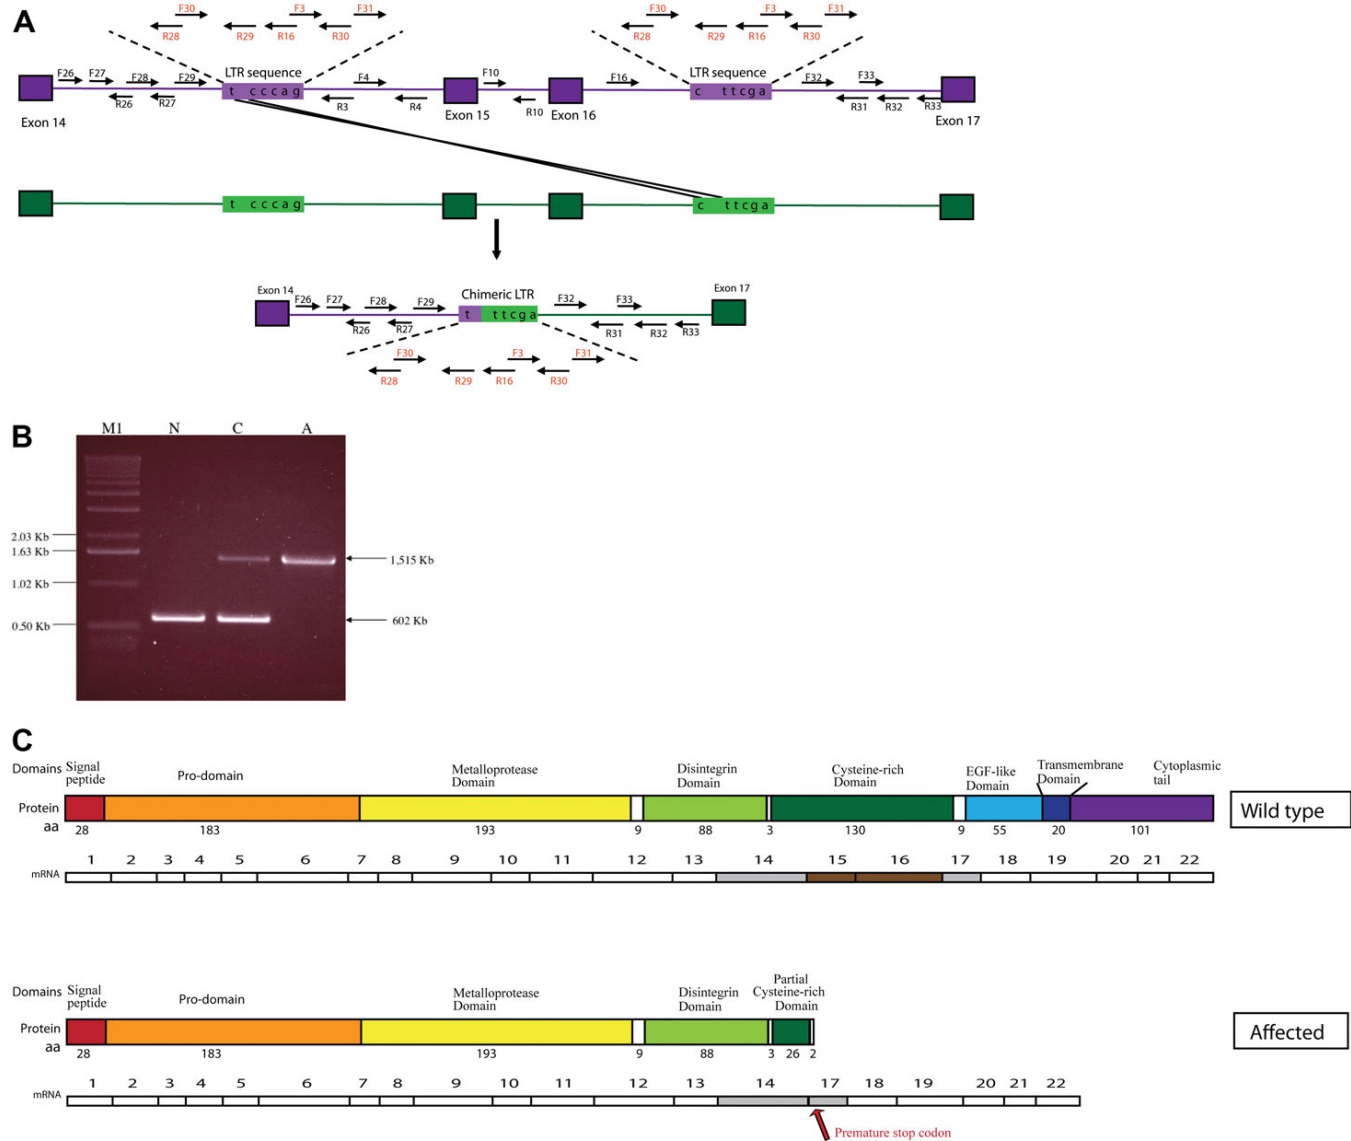 A
F30 F3 F31
R28 R29 R16 R30
F30 F3 F31
R28 R29 R16 R30
F26 F27 F28 F29 LTR sequence F4 F10 F16 LTR sequence F32 F33
t cccag
c ttcga
R26 R27 R3 R4 R10 R31 R32 R33
Exon 14 Exon 15 Exon 16 Exon 17
t cccag
c ttcga
Exon 14 Chimeric LTR Exon 17
F26 F27 F28 F29 F32 F33
t ttcga
R26 R27 R31 R32 R33
F30 F3 F31
R28 R29 R16 R30
B
M1 N C A
2.03 Kb
1.63 Kb
1.02 Kb
0.50 Kb
1,515 Kb
602 Kb
C
Domains Signal peptide Pro-domain Metalloprotease Domain Disintegrin Domain Cysteine-rich Domain EGF-like Domain Transmembrane Domain Cytoplasmic tail
Protein Wild type
aa 28 183 193 9 88 3 130 9 55 20 101
1 2 3 4 5 6 7 8 9 10 11 12 13 14 15 16 17 18 19 20 21 22
mRNA
Domains Signal peptide Pro-domain Metalloprotease Domain Disintegrin Domain Partial Cysteine-rich Domain
Protein Affected
aa 28 183 193 9 88 3 26 2
1 2 3 4 5 6 7 8 9 10 11 12 13 14 17 18 19 20 21 22
mRNA
Premature stop codon